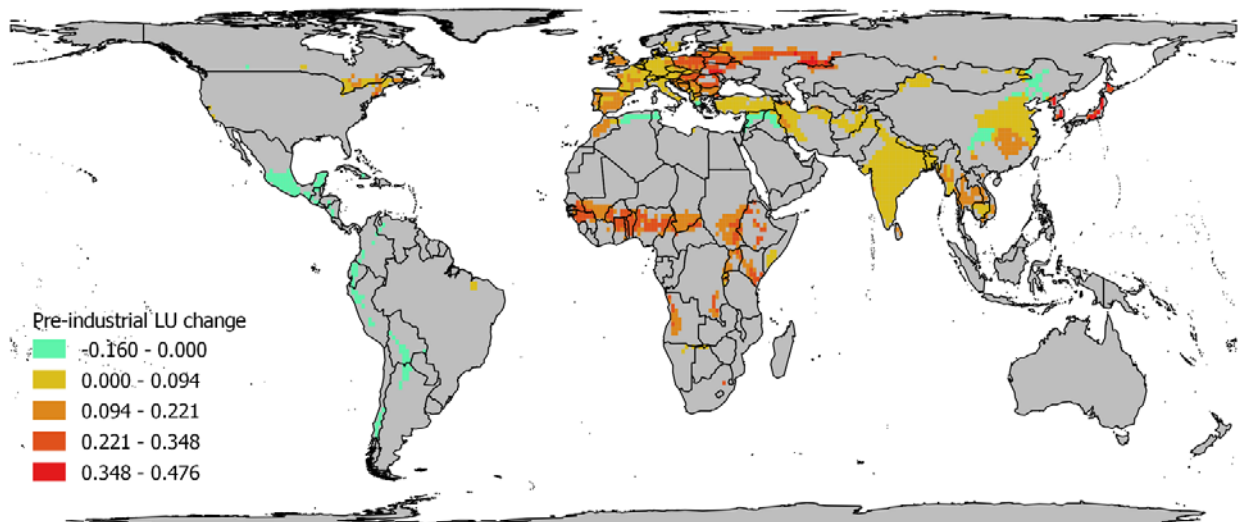 Pre-industrial LU change
-0.160 - 0.000
0.000 - 0.094
0.094 - 0.221
0.221 - 0.348
0.348 - 0.476